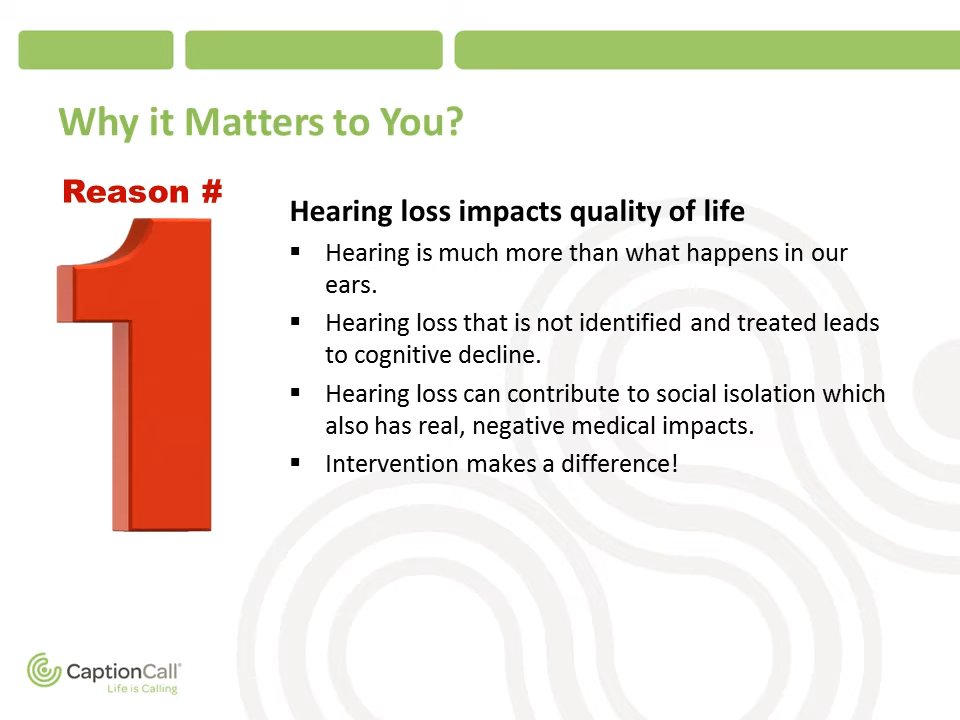 Why it Matters to You?
Reason #
1
Hearing loss impacts quality of life
▪ Hearing is much more than what happens in our
ears.
▪ Hearing loss that is not identified and treated leads
to cognitive decline.
▪ Hearing loss can contribute to social isolation which
also has real, negative medical impacts.
▪ Intervention makes a difference!
CaptionCall®
Life is Calling